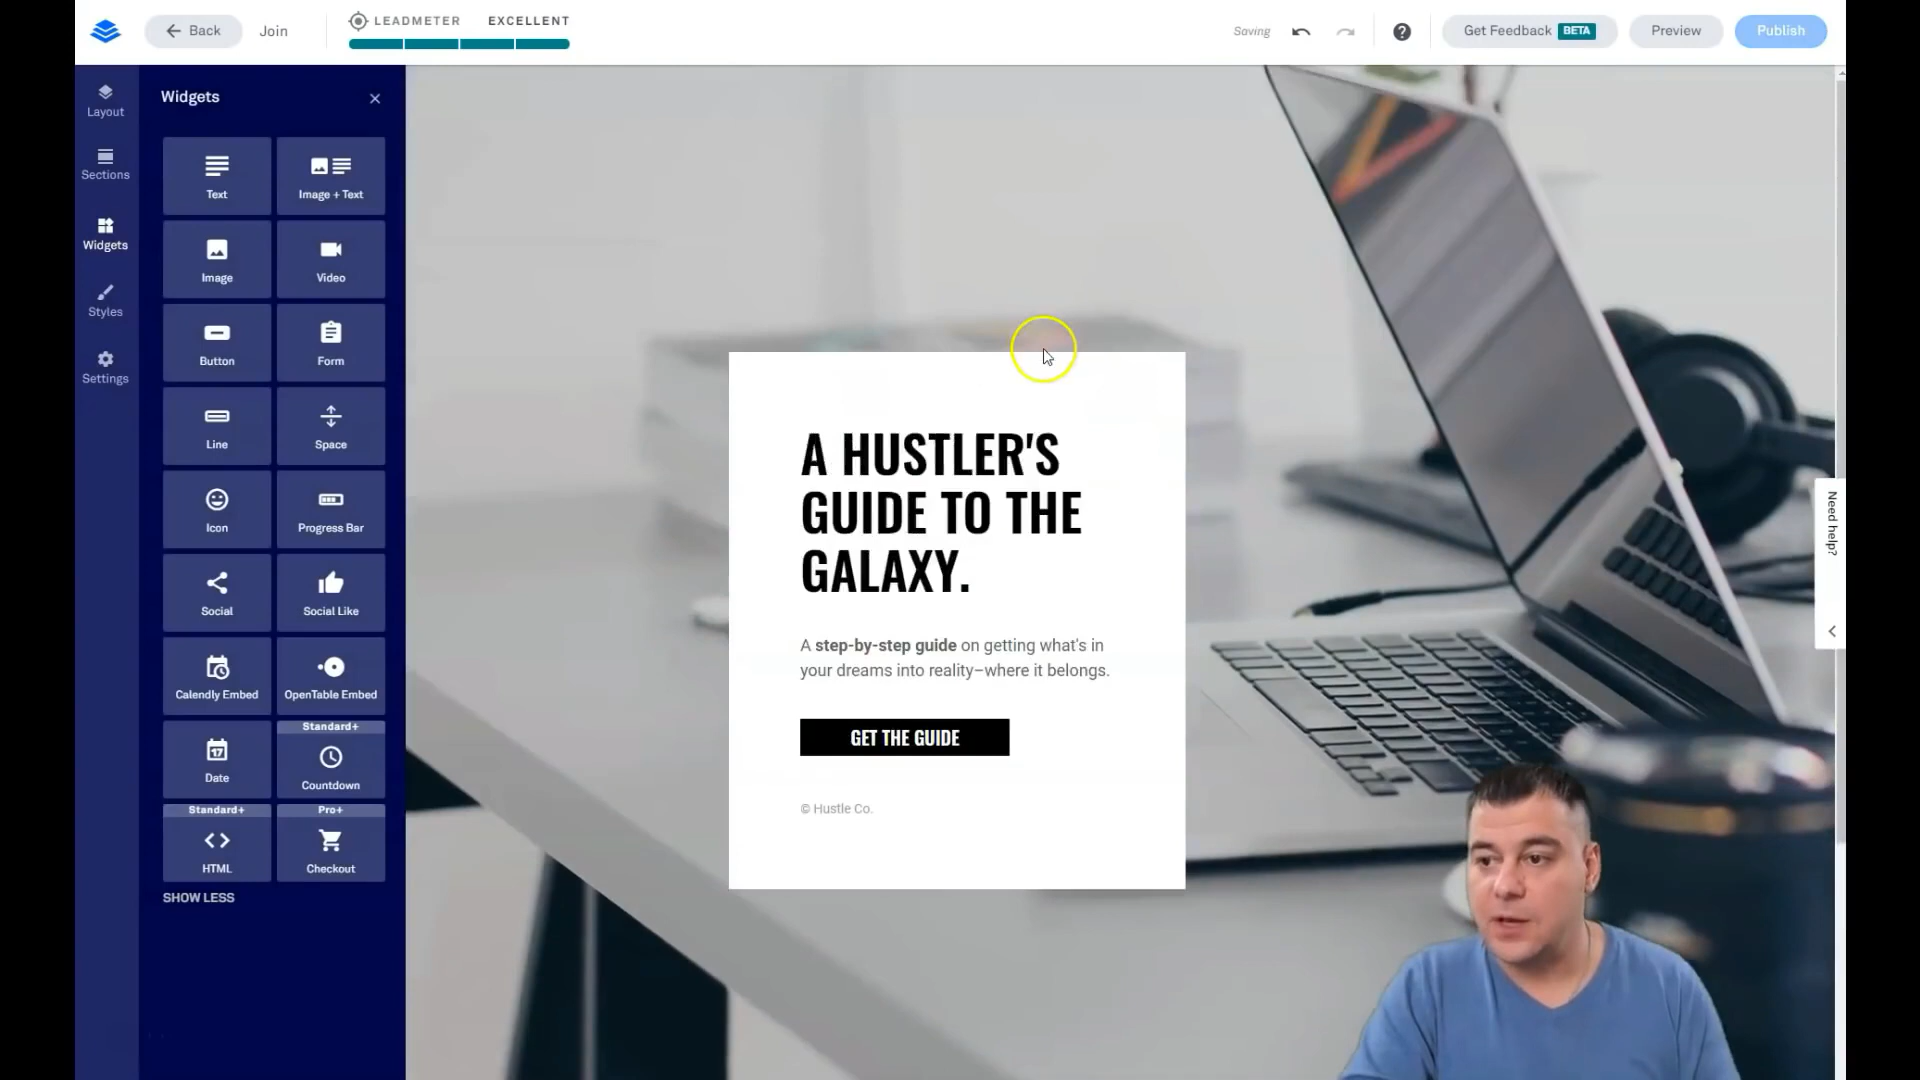 Back
Join
LEADMETER EXCELLENT
Saving
Get Feedback BETA
Preview
Publish
Layout
Sections
Widgets
Styles
Settings
Widgets
Text
Image + Text
Image
Video
Button
Form
Line
Space
Icon
Progress Bar
Social
Social Like
Calendly Embed
OpenTable Embed
17
Date
Standard+
Countdown
Standard+
HTML
Pro+
Checkout
SHOW LESS
A HUSTLER'S
GUIDE TO THE
GALAXY.
A step-by-step guide on getting what's in
your dreams into reality–where it belongs.
GET THE GUIDE
© Hustle Co.
Need help?